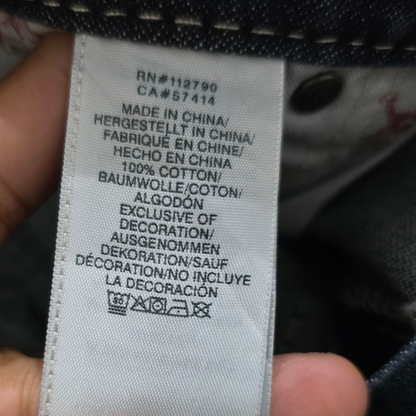 RN#112790
CA#57414
MADE IN CHINA/
HERGESTELLT IN CHINA/
FABRIQUÉ EN CHINE/
HECHO EN CHINA
100% COTTON/
BAUMWOLLE/COTON/
ALGODÓN
EXCLUSIVE OF
DECORATION/
AUSGENOMMEN
DEKORATION/SAUF
DÉCORATION/NO INCLUYE
LA DECORACIÓN